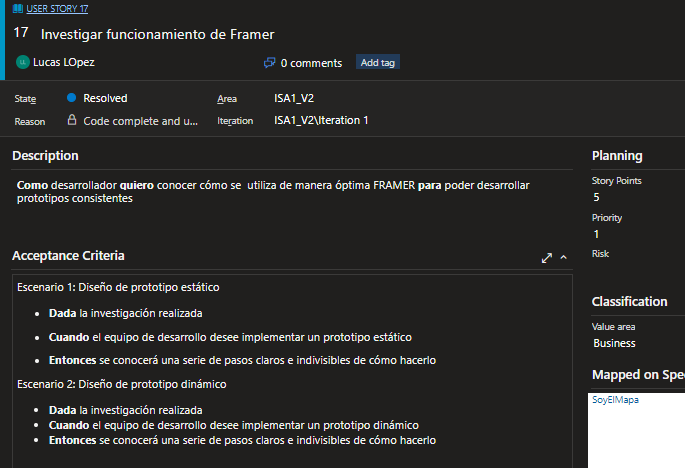 USER STORY 17
17 Investigar funcionamiento de Framer
LL Lucas LOpez 0 comments Add tag
State Resolved Area ISA1_V2
Reason Code complete and u... Iteration ISA1_V2\Iteration 1
Description
Como desarrollador quiero conocer cómo se utiliza de manera óptima FRAMER para poder desarrollar
prototipos consistentes
Acceptance Criteria
Escenario 1: Diseño de prototipo estático
Dada la investigación realizada
Cuando el equipo de desarrollo desee implementar un prototipo estático
Entonces se conocerá una serie de pasos claros e indivisibles de cómo hacerlo
Escenario 2: Diseño de prototipo dinámico
Dada la investigación realizada
Cuando el equipo de desarrollo desee implementar un prototipo dinámico
Entonces se conocerá una serie de pasos claros e indivisibles de cómo hacerlo
Planning
Story Points
5
Priority
1
Risk
Classification
Value area
Business
Mapped on Spe
SoyElMapa